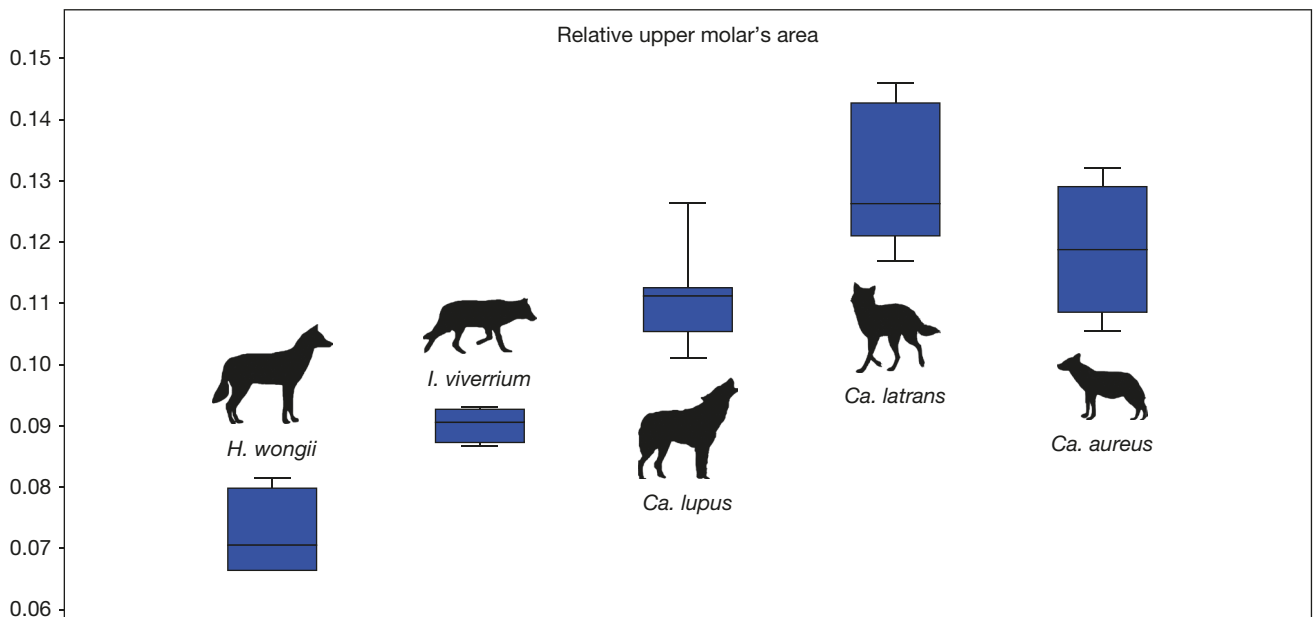 Relative upper molar's area
0.15
0.14
0.13
0.12
0.11
0.10
0.09
0.08
0.07
0.06
H. wongii
I. viverrium
Ca. lupus
Ca. latrans
Ca. aureus